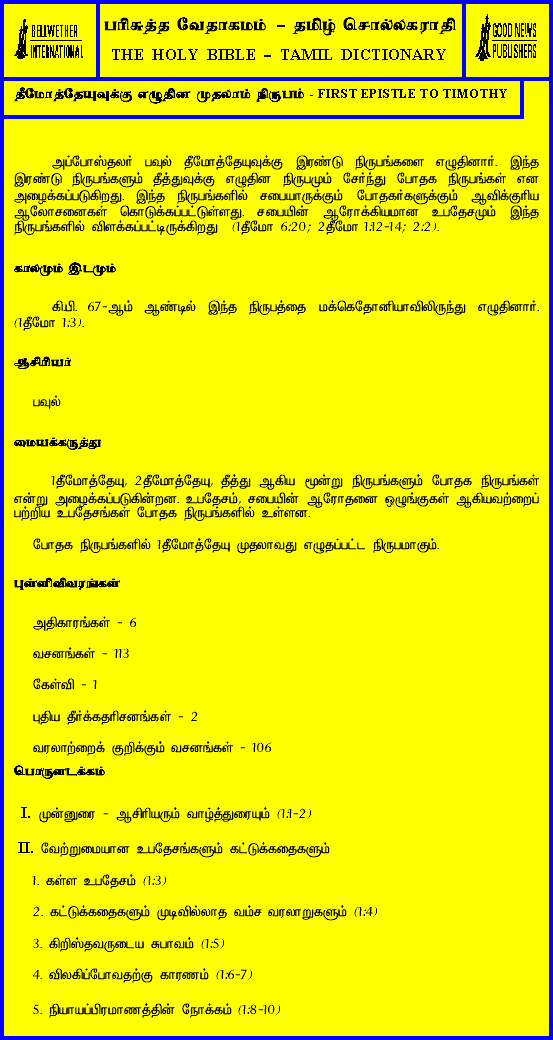 BELLWETHER
INTERNATIONAL
பரிசுத்த வேதாகமம் - தமிழ் சொல்லகராதி
THE HOLY BIBLE - TAMIL DICTIONARY
GOOD NEWS
PUBLISHERS
தீமோத்தேயுவுக்கு எழுதின முதலாம் நிருபம் - FIRST EPISTLE TO TIMOTHY
அப்போஸ்தலர் பவுல் தீமோத்தேயுவுக்கு இரண்டு நிருபங்களை எழுதினார். இந்த
இரண்டு நிருபங்களும் தீத்துவுக்கு எழுதின நிருபமும் சேர்ந்து போதக நிருபங்கள் என
அழைக்கப்படுகிறது. இந்த நிருபங்களில் சபையாருக்கும் போதகர்களுக்கும் ஆவிக்குரிய
ஆலோசனைகள் கொடுக்கப்பட்டுள்ளது. சபையின் ஆரோக்கியமான உபதேசமும் இந்த
நிருபங்களில் விளக்கப்பட்டிருக்கிறது (1தீமோ 6:20; 2தீமோ 1:12-14; 2:2).
காலமும் இடமும்
கி.பி. 67-ஆம் ஆண்டில் இந்த நிருபத்தை மக்கெதோனியாவிலிருந்து எழுதினார்.
(1தீமோ 1:3).
ஆசிரியர்
பவுல்
மையக்கருத்து
1தீமோத்தேயு, 2தீமோத்தேயு, தீத்து ஆகிய மூன்று நிருபங்களும் போதக நிருபங்கள்
என்று அழைக்கப்படுகின்றன. உபதேசம், சபையின் ஆரோதனை ஒழுங்குகள் ஆகியவற்றைப்
பற்றிய உபதேசங்கள் போதக நிருபங்களில் உள்ளன.
போதக நிருபங்களில் 1தீமோத்தேயு முதலாவது எழுதப்பட்ட நிருபமாகும்.
புள்ளிவிவரங்கள்
அதிகாரங்கள் - 6
வசனங்கள் - 113
கேள்வி - 1
புதிய தீர்க்கதரிசனங்கள் - 2
வரலாற்றைக் குறிக்கும் வசனங்கள் - 106
பொருளடக்கம்
I. முன்னுரை - ஆசிரியரும் வாழ்த்துரையும் (1:1-2)
II. வேற்றுமையான உபதேசங்களும் கட்டுக்கதைகளும்
1. கள்ள உபதேசம் (1:3)
2. கட்டுக்கதைகளும் முடிவில்லாத வம்ச வரலாறுகளும் (1:4)
3. கிறிஸ்தவருடைய சுபாவம் (1:5)
4. விலகிப்போவதற்கு காரணம் (1:6-7)
5. நியாயப்பிரமாணத்தின் நோக்கம் (1:8-10)